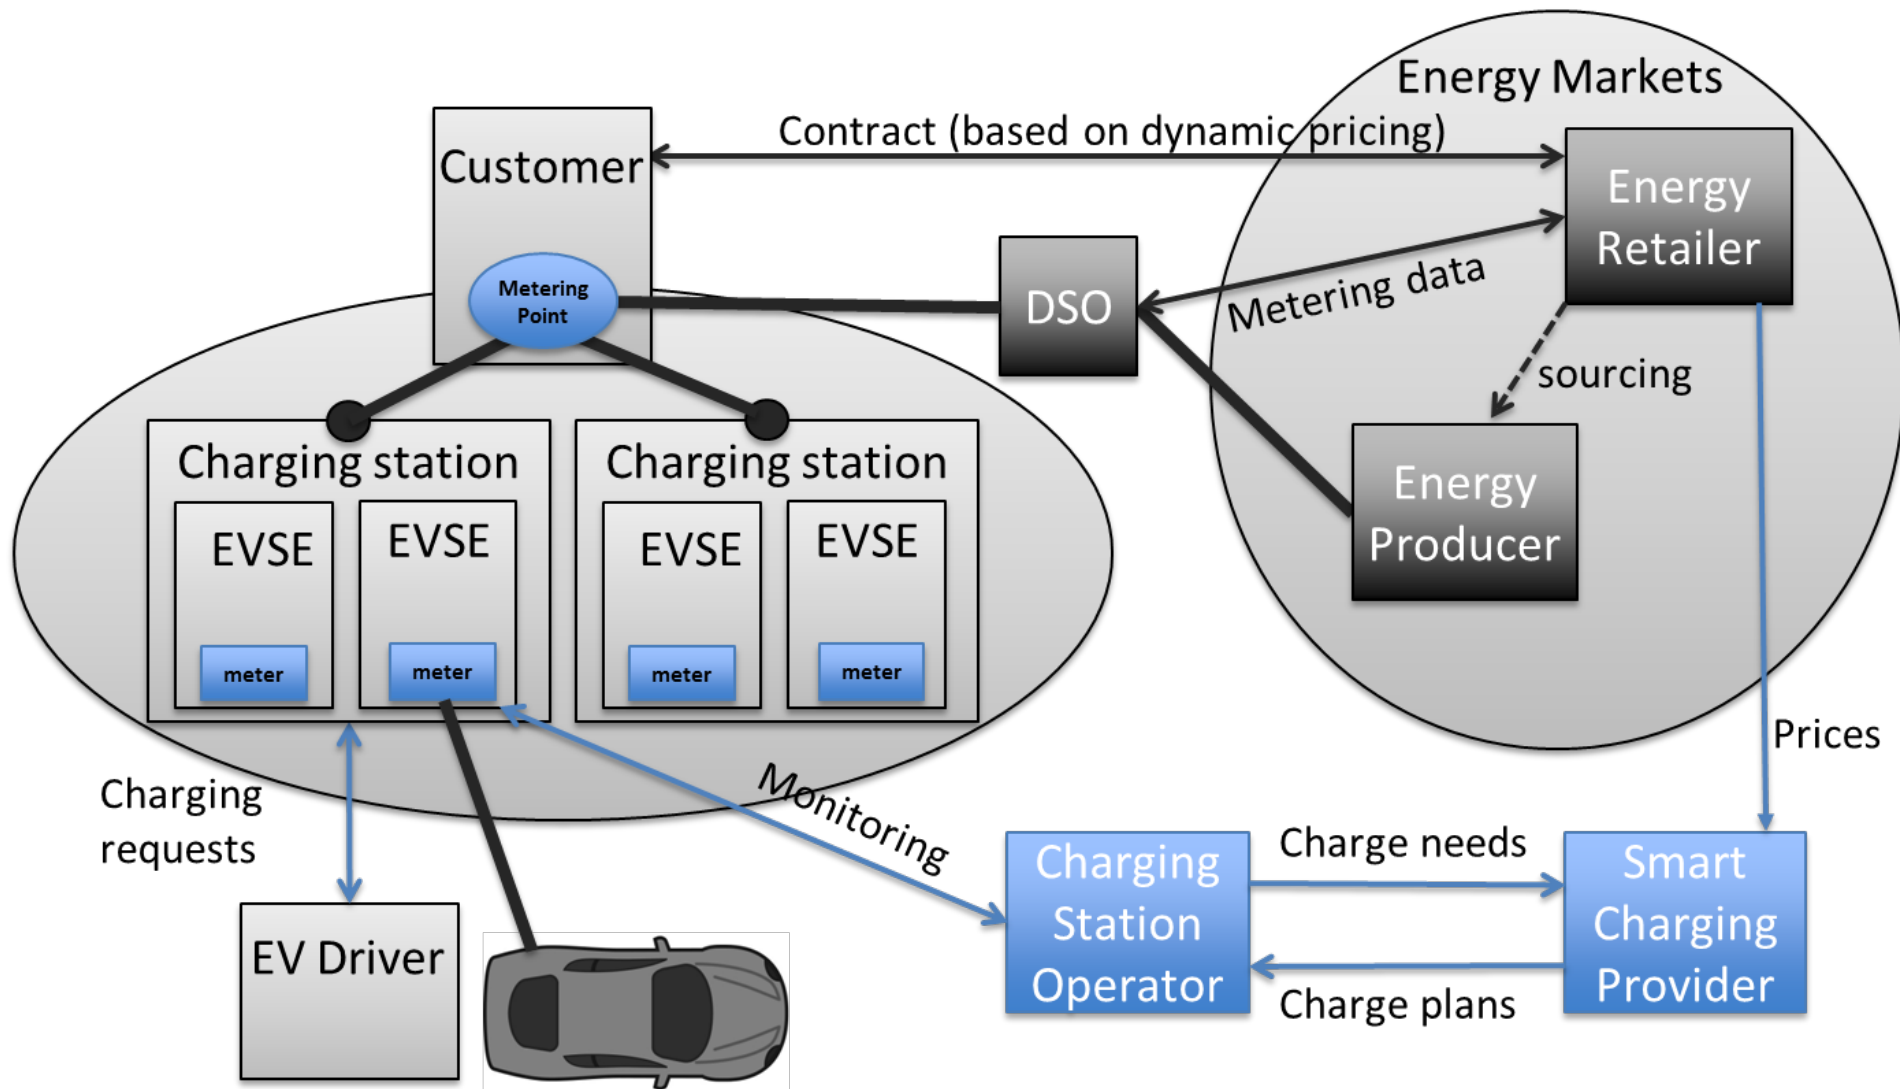 Energy Markets
Contract (based on dynamic pricing)
Customer
Energy
Retailer
Metering
Point
DSO
Metering data
sourcing
Charging station
Charging station
Energy
Producer
EVSE
EVSE
EVSE
EVSE
meter
meter
meter
meter
Prices
Charging
requests
Monitoring
Charge needs
Charging
Station
Operator
Smart
Charging
Provider
EV Driver
Charge plans